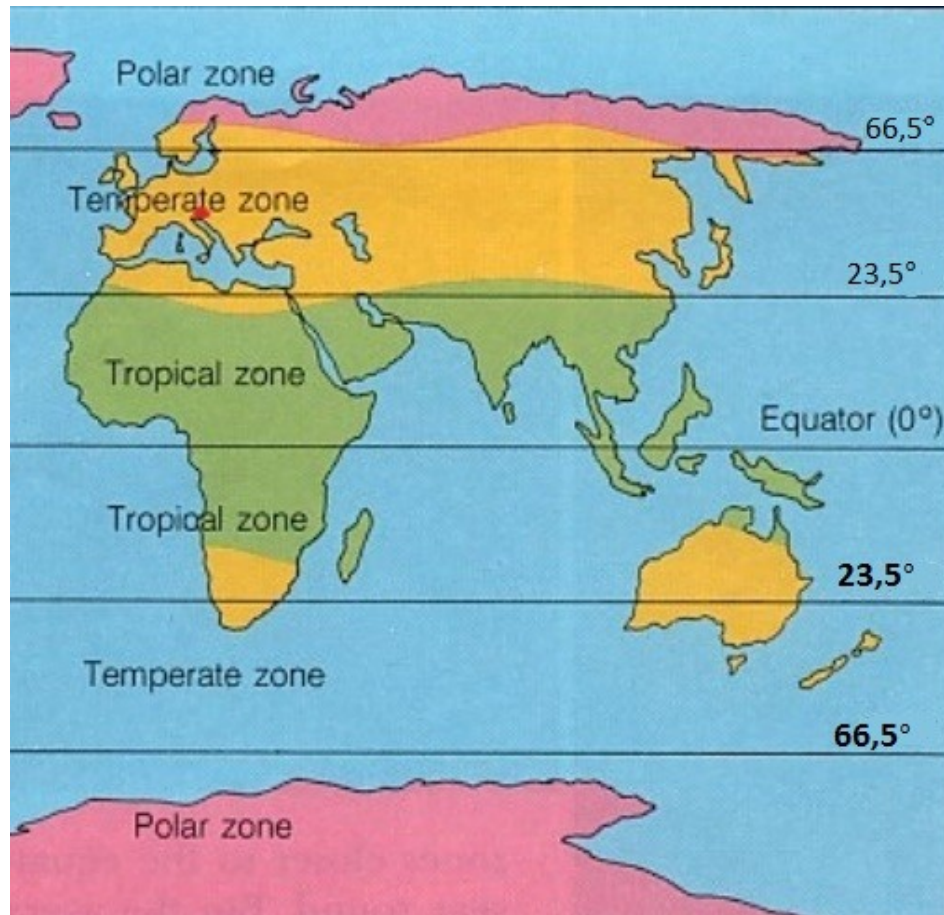 Polar zone
66,5°
Temperate zone
23,5°
Tropical zone
Equator (0°)
Tropical zone
23,5°
Temperate zone
66,5°
Polar zone